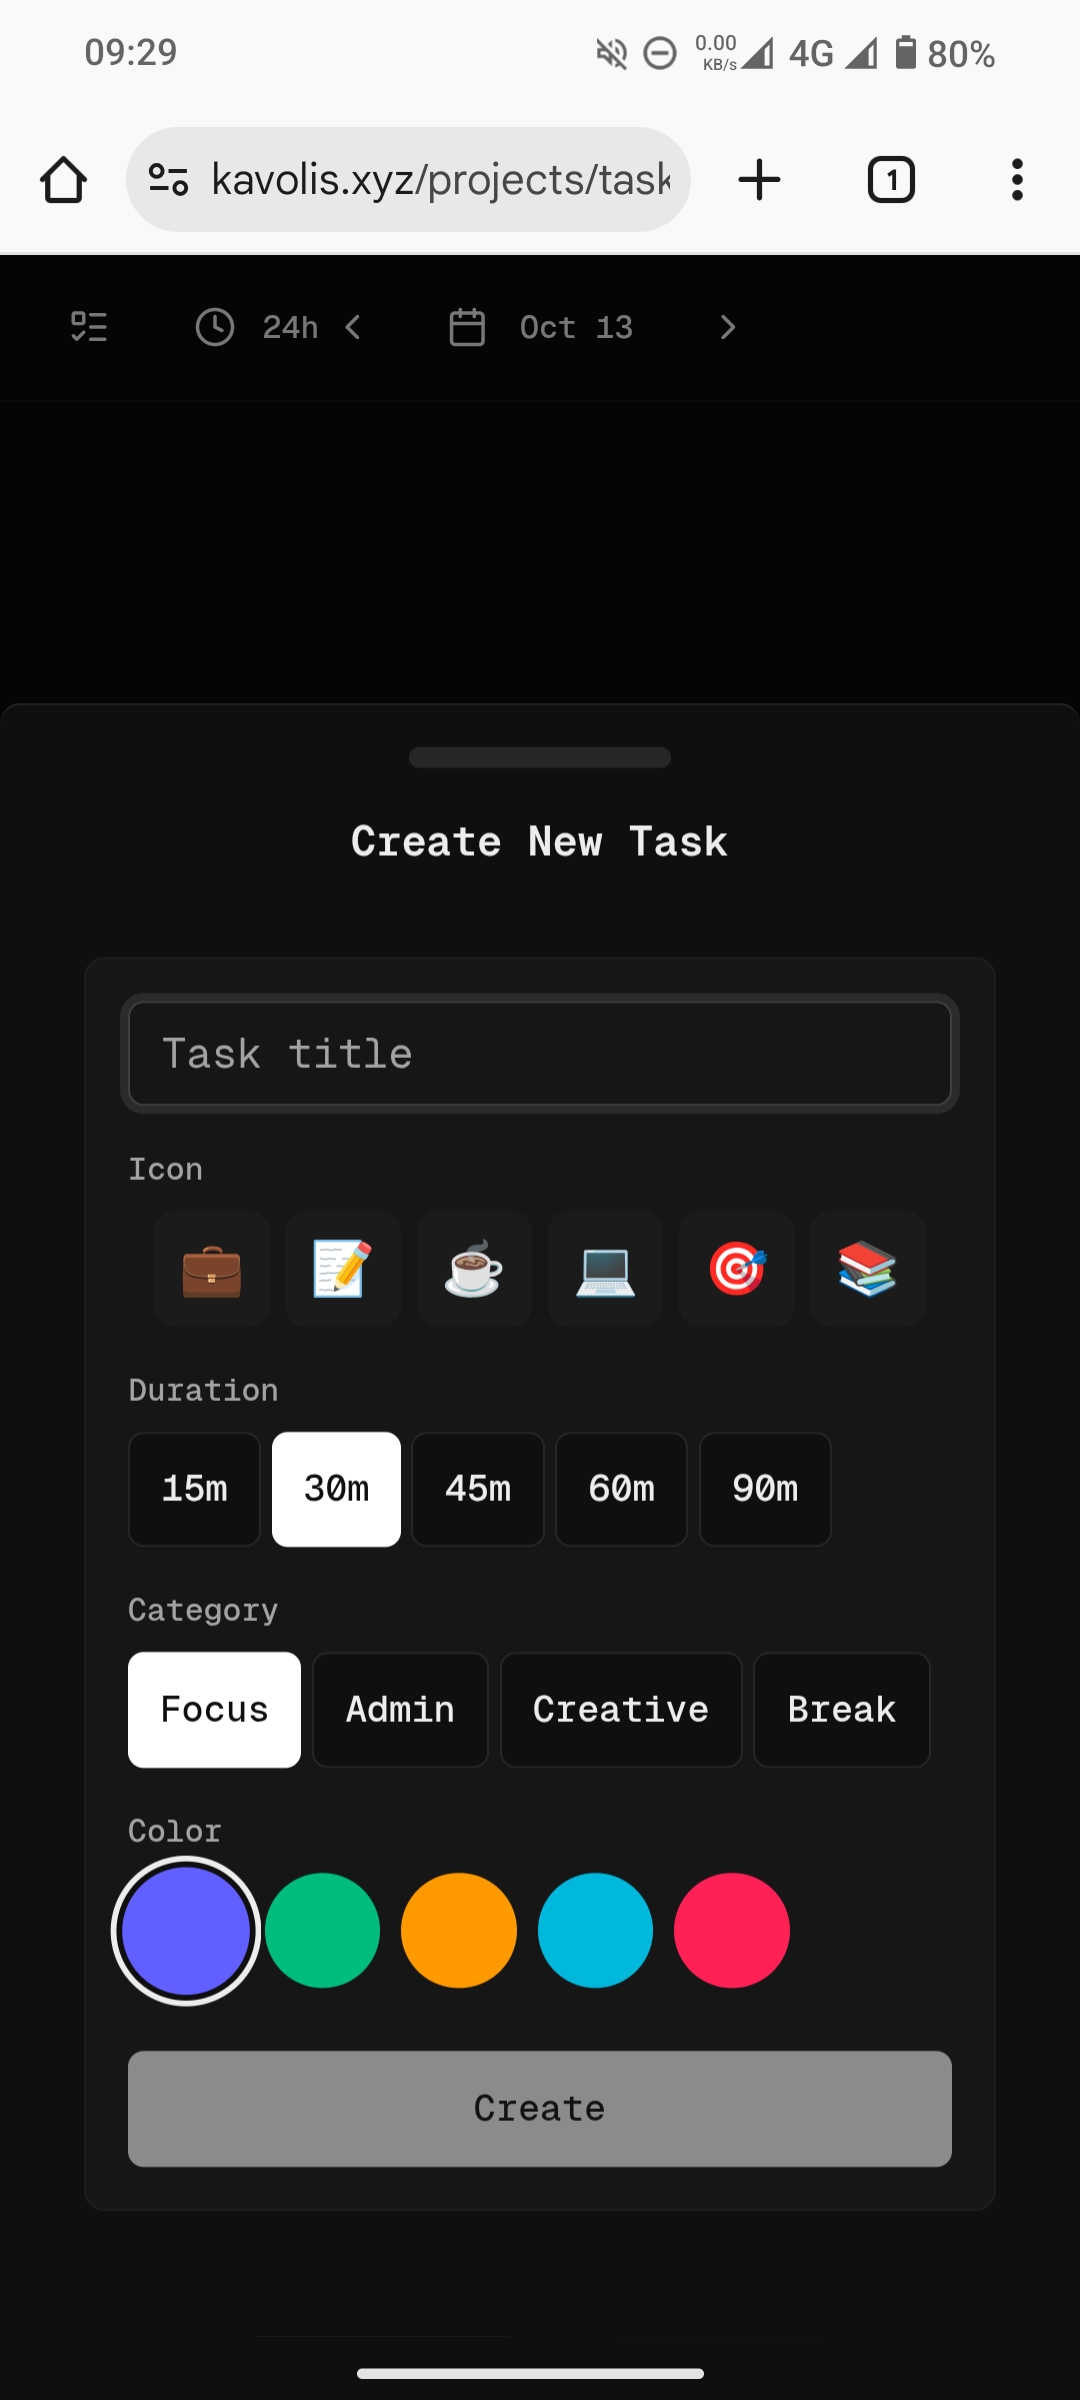 09:29
0.00
KB/s
4G
80%
kavolis.xyz/projects/task
1
24h
Oct 13
Create New Task
Task title
Icon
Duration
15m 30m 45m 60m 90m
Category
Focus Admin Creative Break
Color
Create